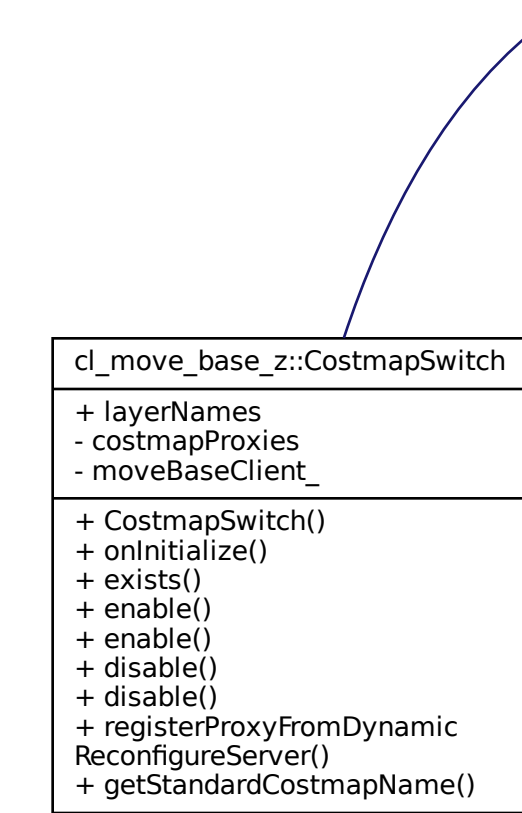 cl_move_base_z::CostmapSwitch
+ layerNames
- costmapProxies
- moveBaseClient_
+ CostmapSwitch()
+ onInitialize()
+ exists()
+ enable()
+ enable()
+ disable()
+ disable()
+ registerProxyFromDynamic
ReconfigureServer()
+ getStandardCostmapName()